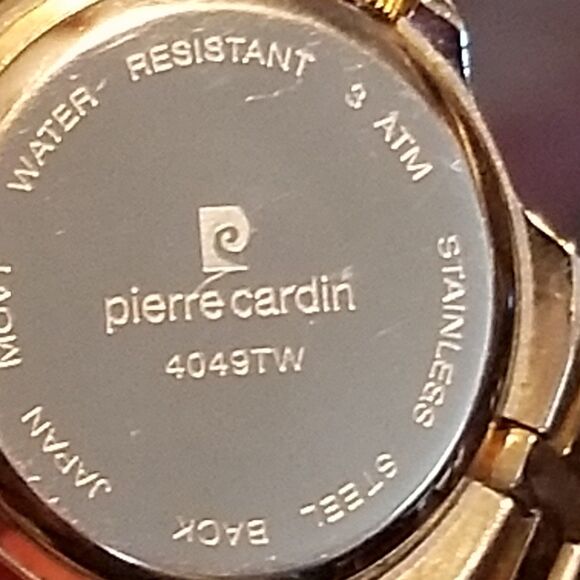 WATER RESISTANT 3 ATM
STAINLESS STEEL BACK
JAPAN MOVT
pierre cardin
4049TW